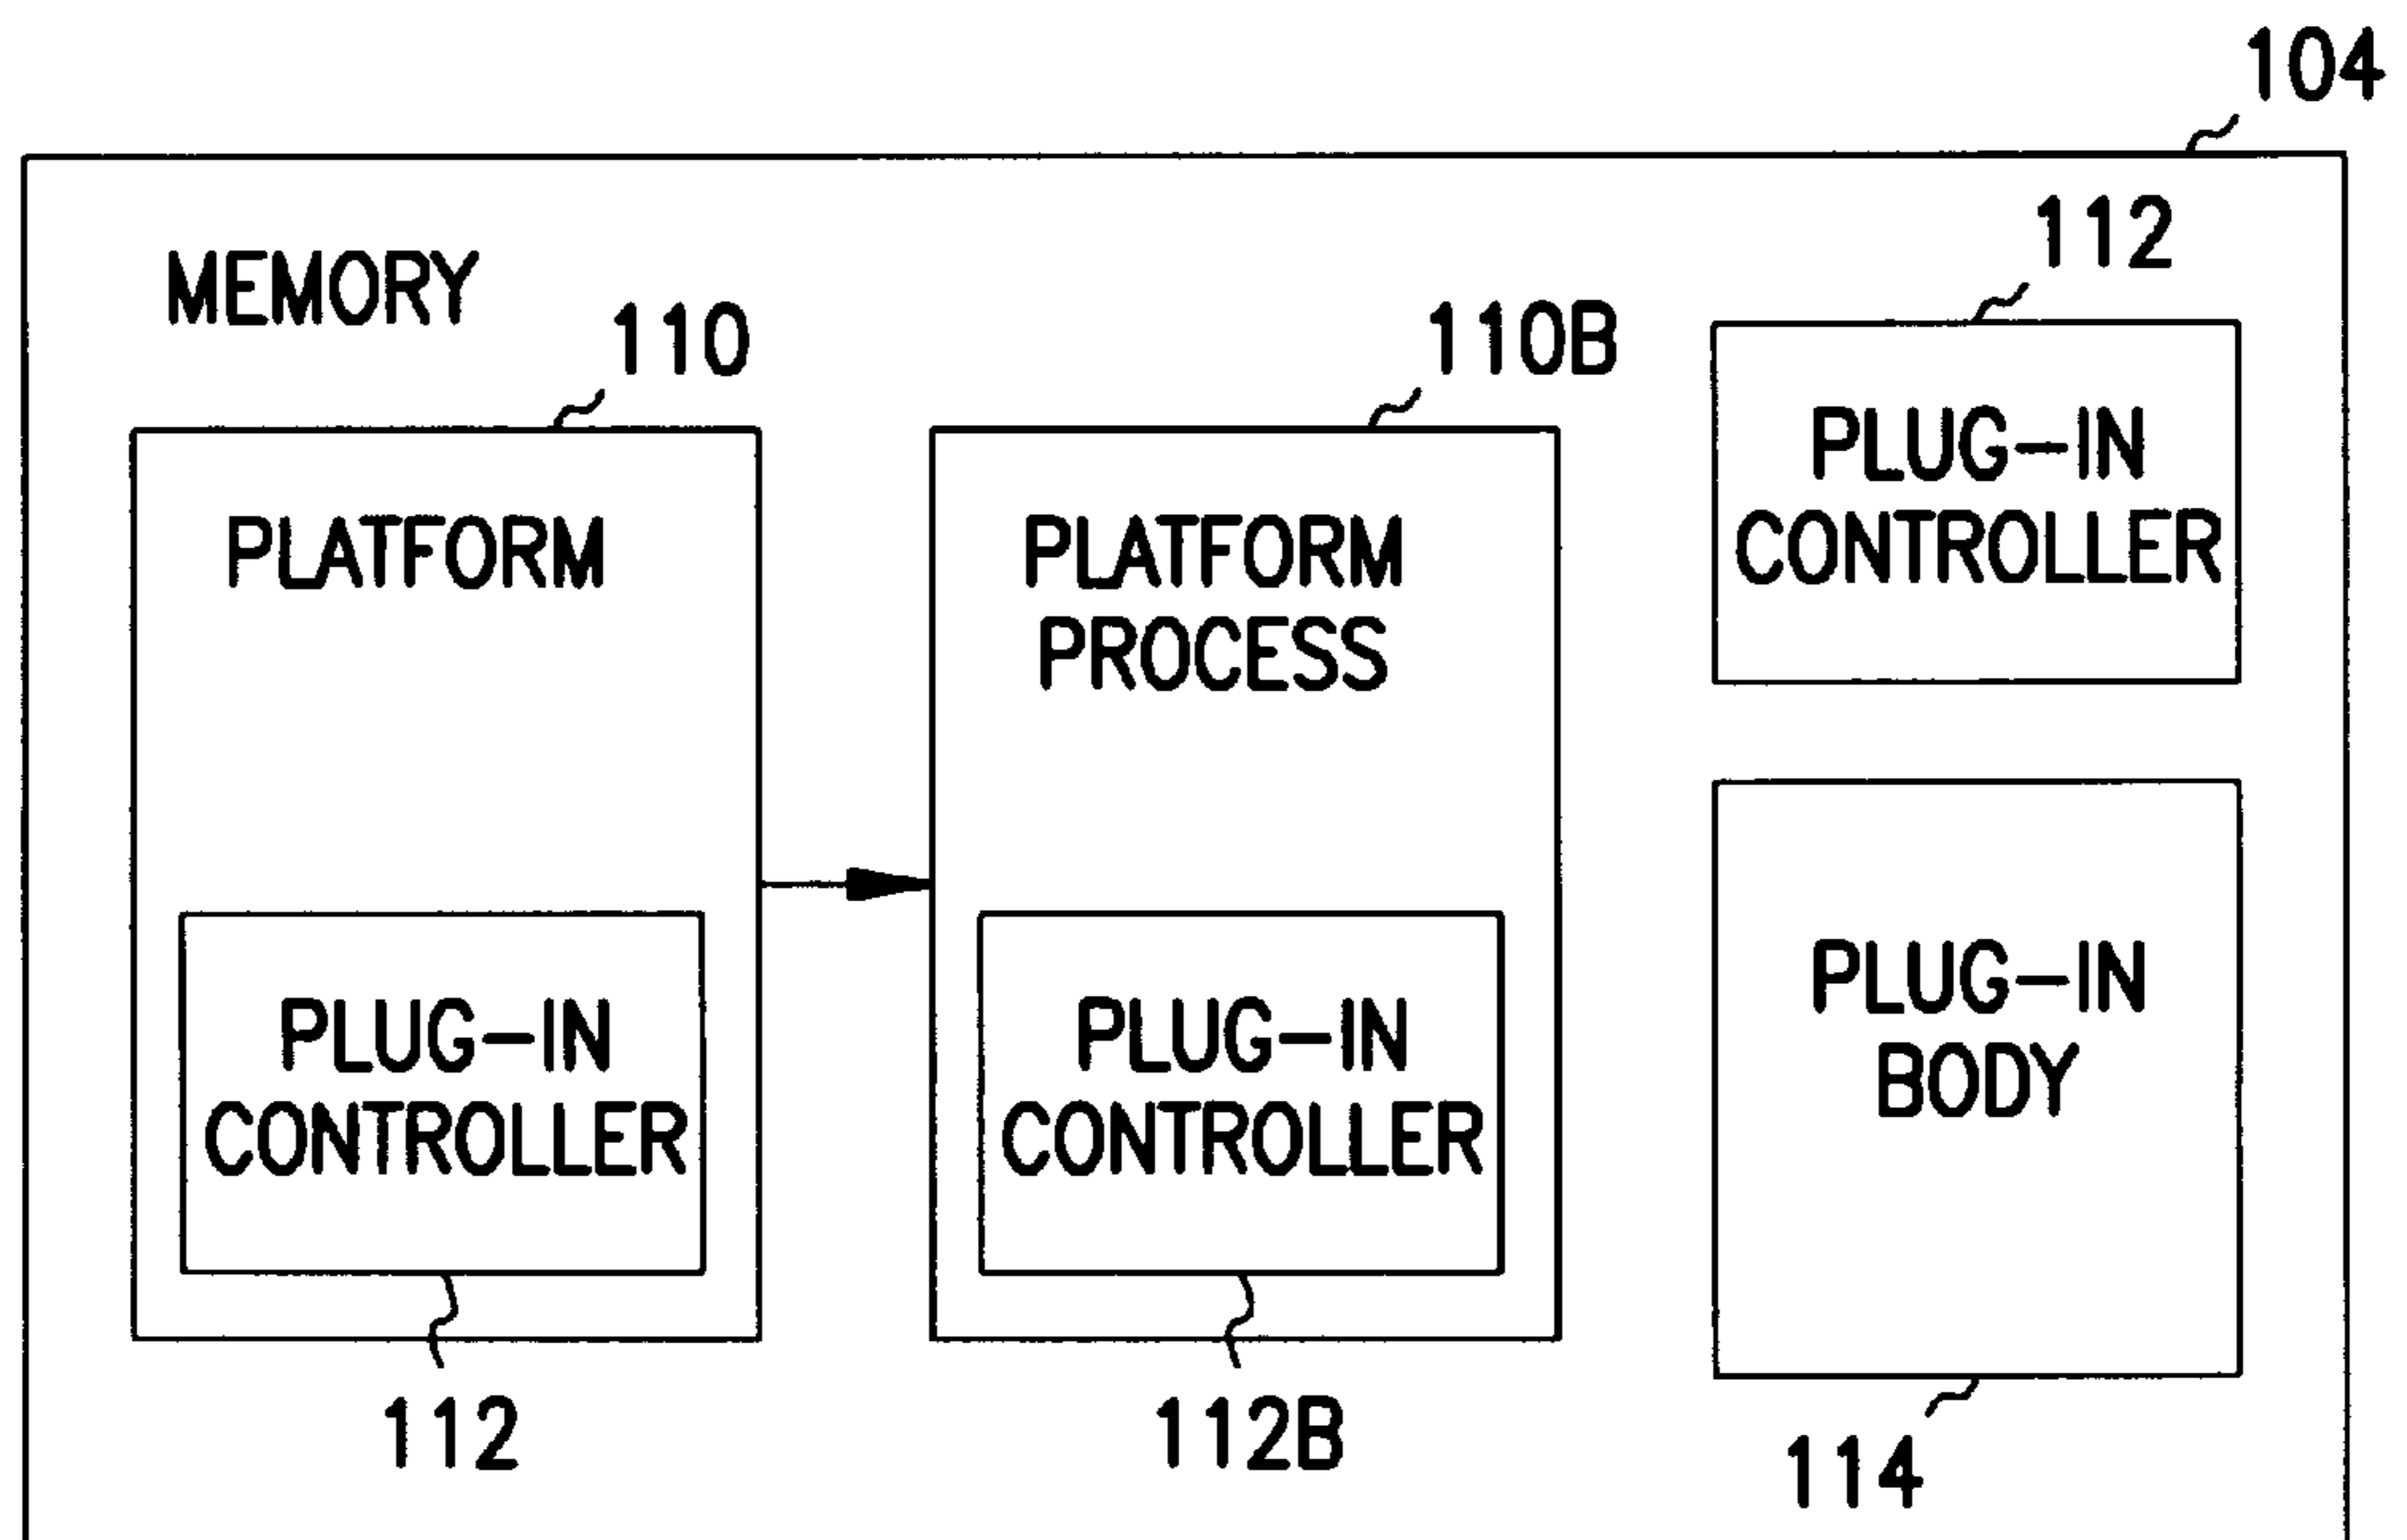 104
MEMORY
112
110
110B
PLUG-IN
CONTROLLER
PLATFORM
PLATFORM
PROCESS
PLUG-IN
CONTROLLER
PLUG-IN
CONTROLLER
PLUG-IN
BODY
112
112B
114